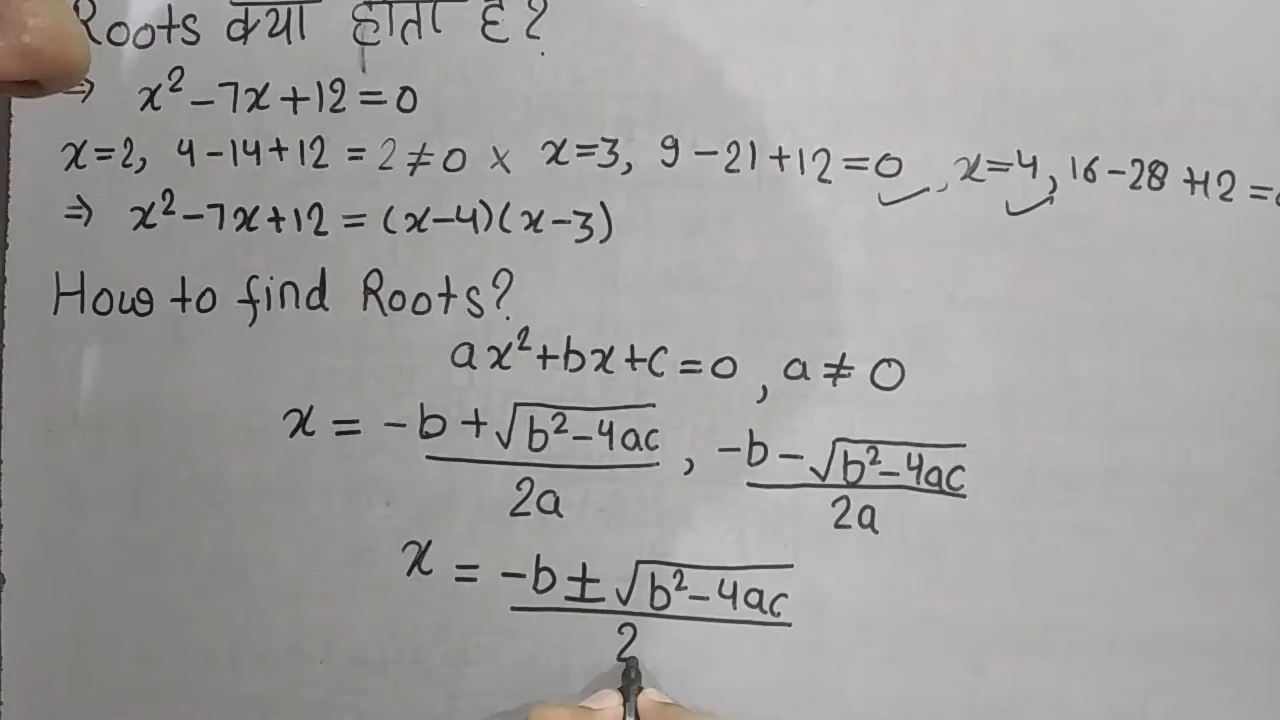 Roots क्या होता है?
⇒ x² - 7x + 12 = 0
x=2, 4-14+12 = 2 ≠ 0 × x=3, 9-21+12=0 ✓, x=4, 16-28+12=0 ✓
⇒ x² - 7x + 12 = (x-4)(x-3)
How to find Roots?
ax² + bx + c = 0, a ≠ 0
x = -b + √(b² - 4ac) / 2a, -b - √(b² - 4ac) / 2a
x = -b ± √(b² - 4ac) / 2